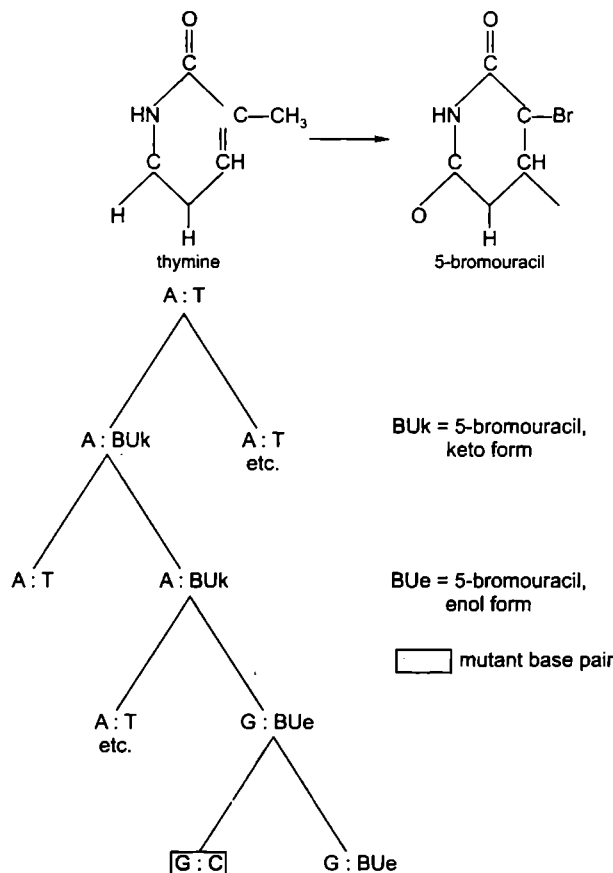 O
C
HN
C—CH₃
C
CH
H
H
thymine
O
C
HN
C—Br
C
CH
O
H
5-bromouracil
A : T
A : BUk
A : T
etc.
BUk = 5-bromouracil,
keto form
A : T
A : BUk
BUe = 5-bromouracil,
enol form
mutant base pair
A : T
etc.
G : BUe
G : C
G : BUe